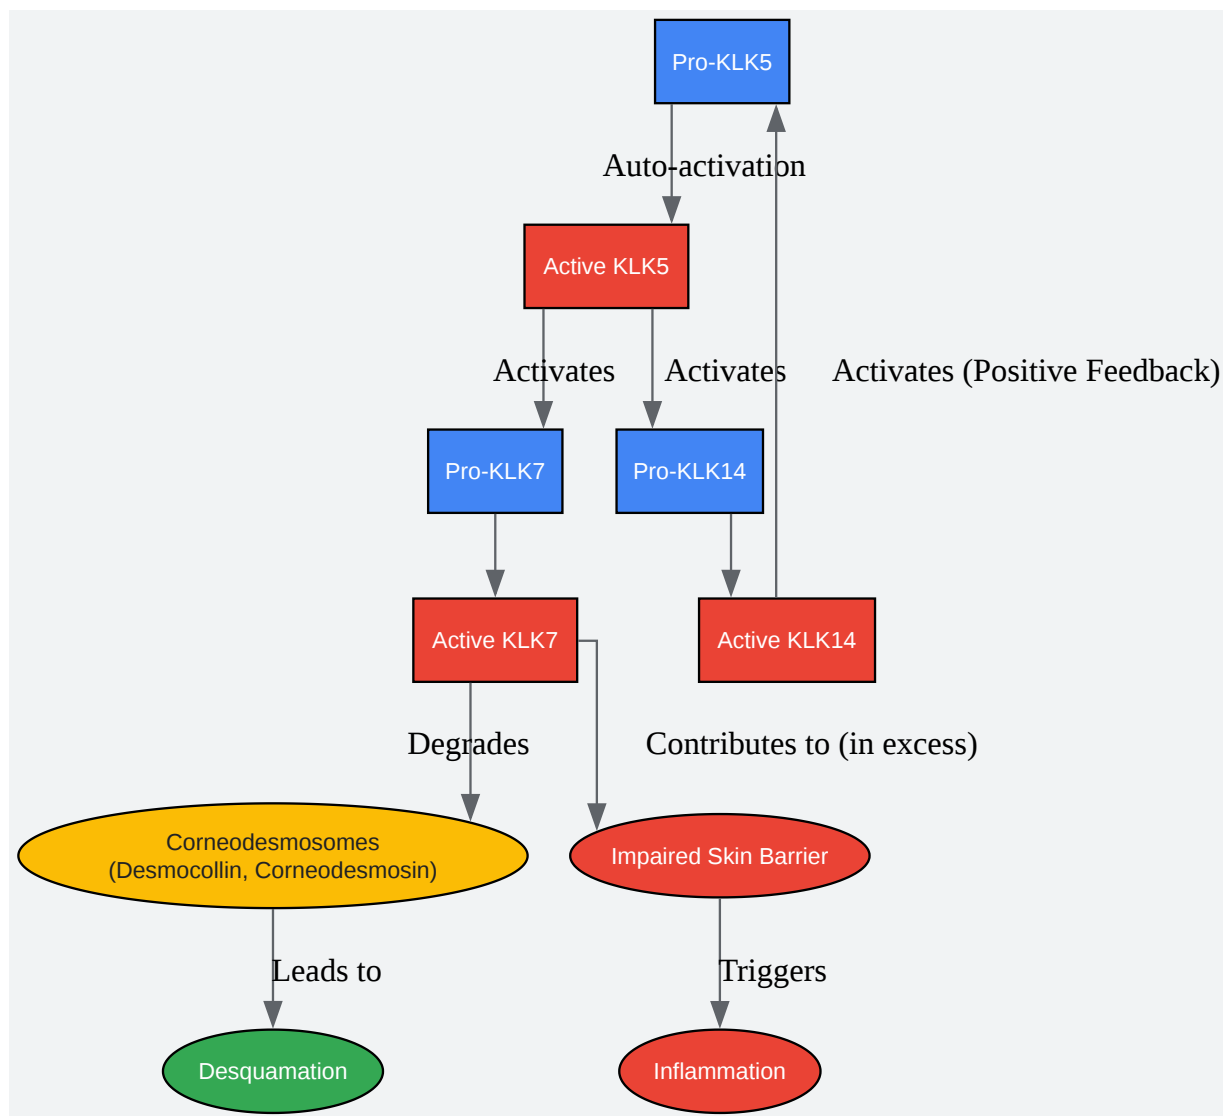 Pro-KLK5
Auto-activation
Active KLK5
Activates
Activates
Activates (Positive Feedback)
Pro-KLK7
Pro-KLK14
Active KLK7
Active KLK14
Degrades
Contributes to (in excess)
Corneodesmosomes
(Desmocollin, Corneodesmosin)
Impaired Skin Barrier
Leads to
Triggers
Desquamation
Inflammation